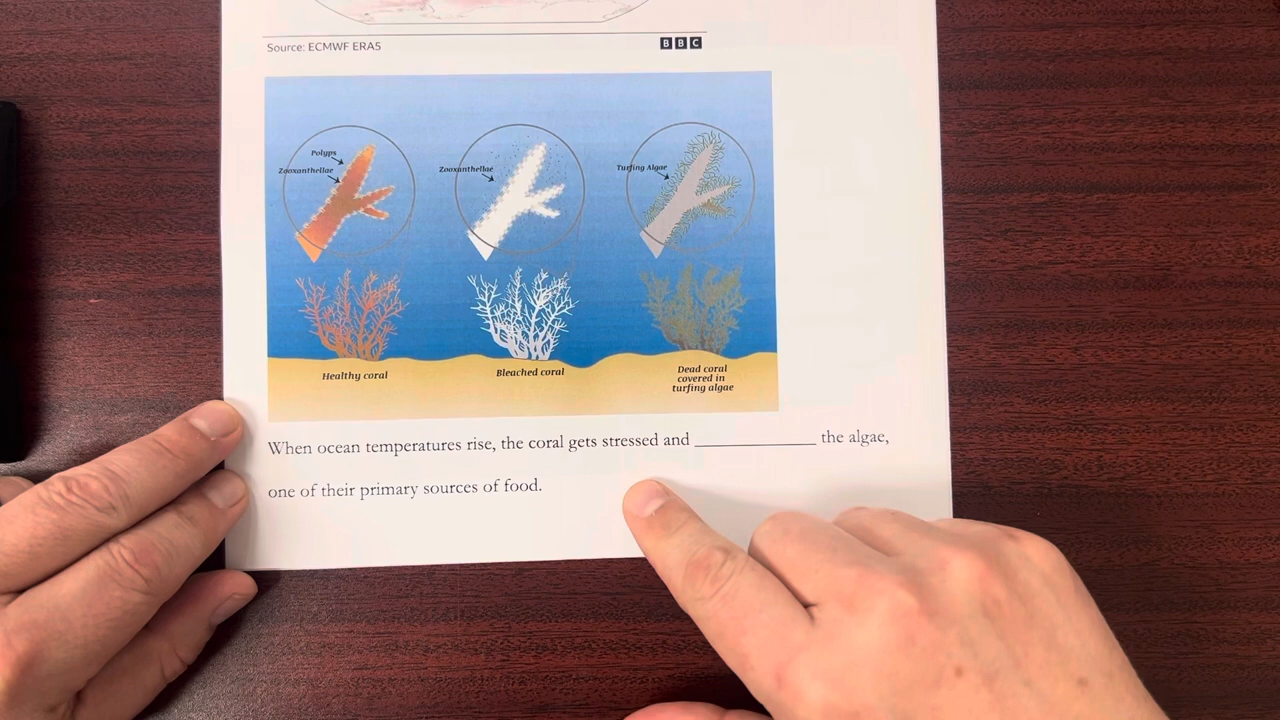 Source: ECMWF ERA5
BBC
Polyps
Zooxanthellae
Zooxanthellae
Turfing Algae
Healthy coral
Bleached coral
Dead coral
covered in
turfing algae
When ocean temperatures rise, the coral gets stressed and ____________ the algae,
one of their primary sources of food.